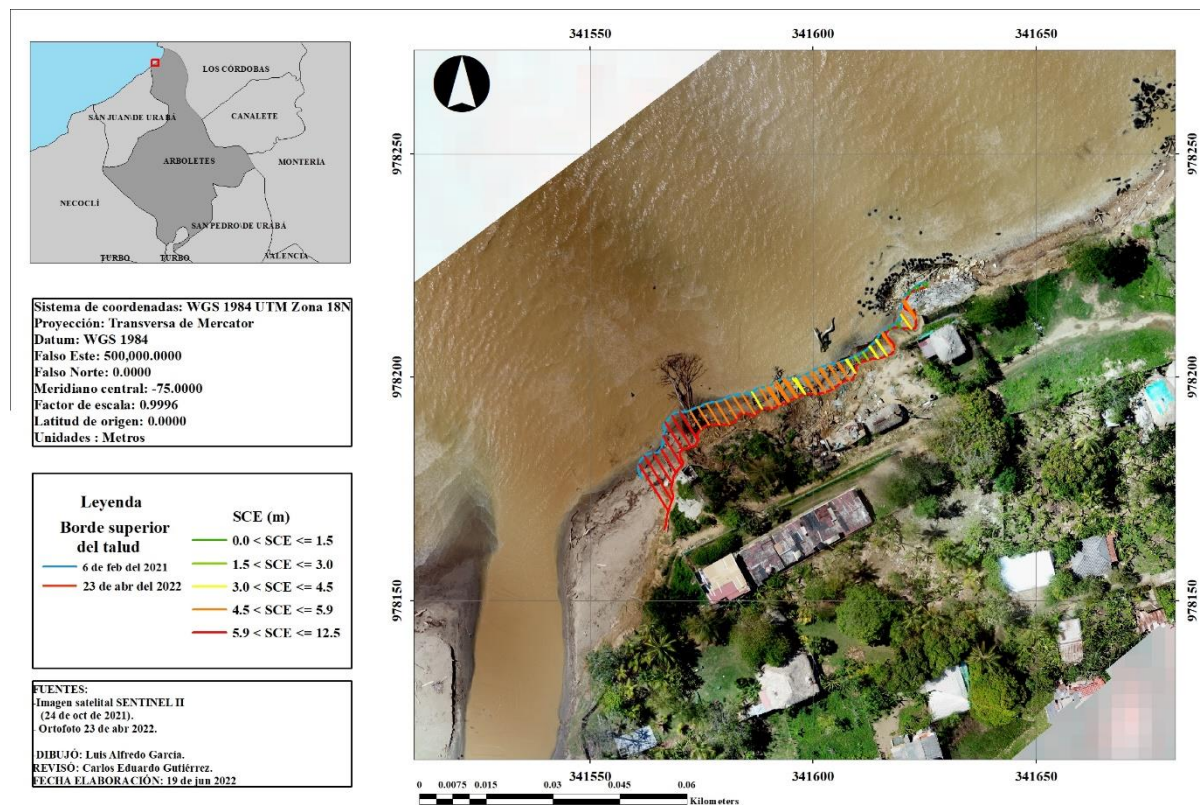 LOS CÓRDOBAS
SAN JUAN DE URABÁ
CANALETE
ARBOLETES
MONTERÍA
NECOCLÍ
SAN PEDRO DE URABÁ
TURBO
TURBO
VALENCIA
Sistema de coordenadas: WGS 1984 UTM Zona 18N
Proyección: Transversa de Mercator
Datum: WGS 1984
Falso Este: 500,000.0000
Falso Norte: 0.0000
Meridiano central: -75.0000
Factor de escala: 0.9996
Latitud de origen: 0.0000
Unidades : Metros
Leyenda
Borde superior
del talud
6 de feb del 2021
23 de abr del 2022
SCE (m)
0.0 < SCE <= 1.5
1.5 < SCE <= 3.0
3.0 < SCE <= 4.5
4.5 < SCE <= 5.9
5.9 < SCE <= 12.5
FUENTES:
-Imagen satelital SENTINEL II
(24 de oct de 2021).
- Ortofoto 23 de abr 2022.
-DIBUJÓ: Luis Alfredo García.
REVISÓ: Carlos Eduardo Gutiérrez.
FECHA ELABORACIÓN: 19 de jun 2022
341550 341600 341650
978250 978250
978200 978200
978150 978150
341550 341600 341650
0 0.0075 0.015 0.03 0.045 0.06
Kilometers